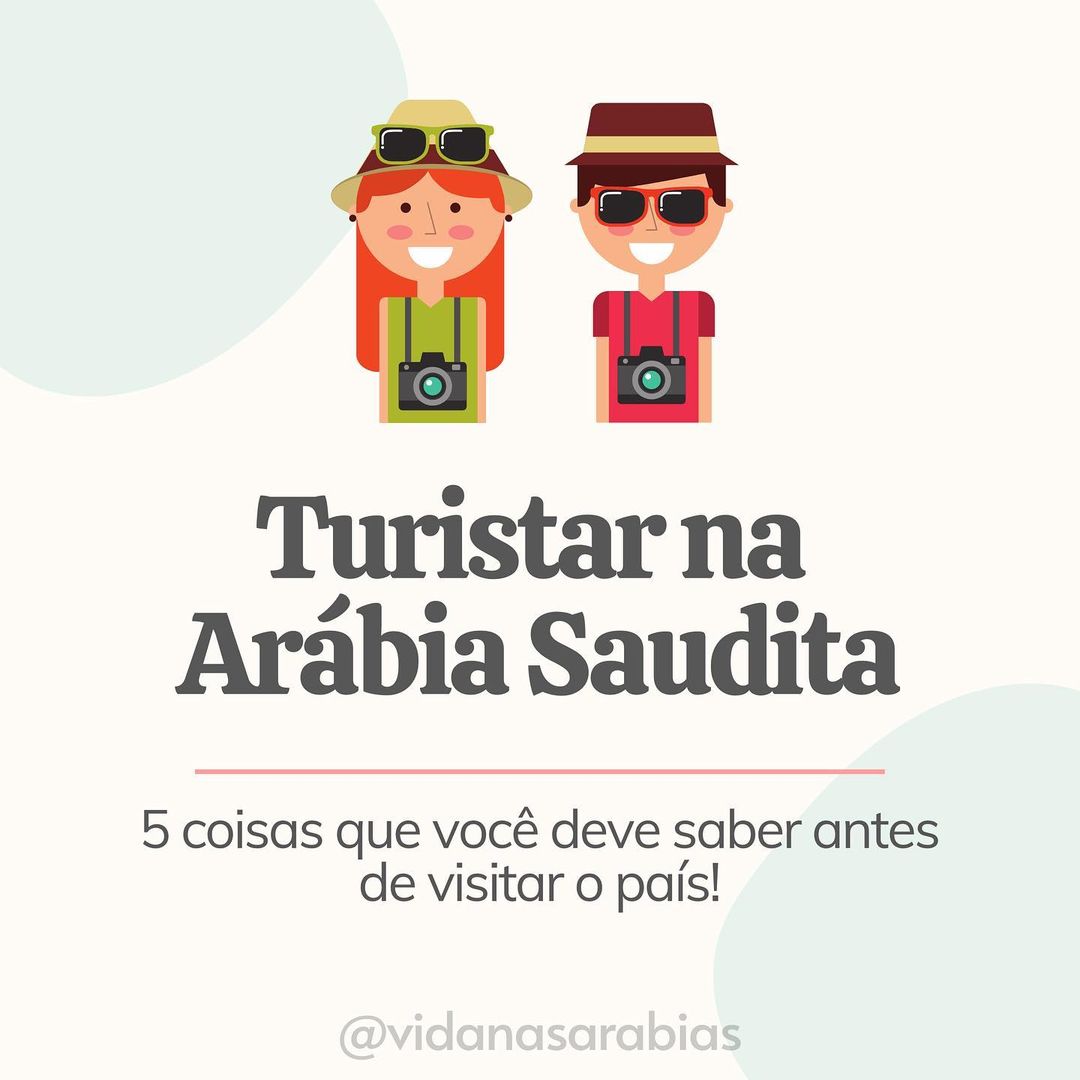 Turistar na
Arábia Saudita
5 coisas que você deve saber antes
de visitar o país!
@vidanasarabias